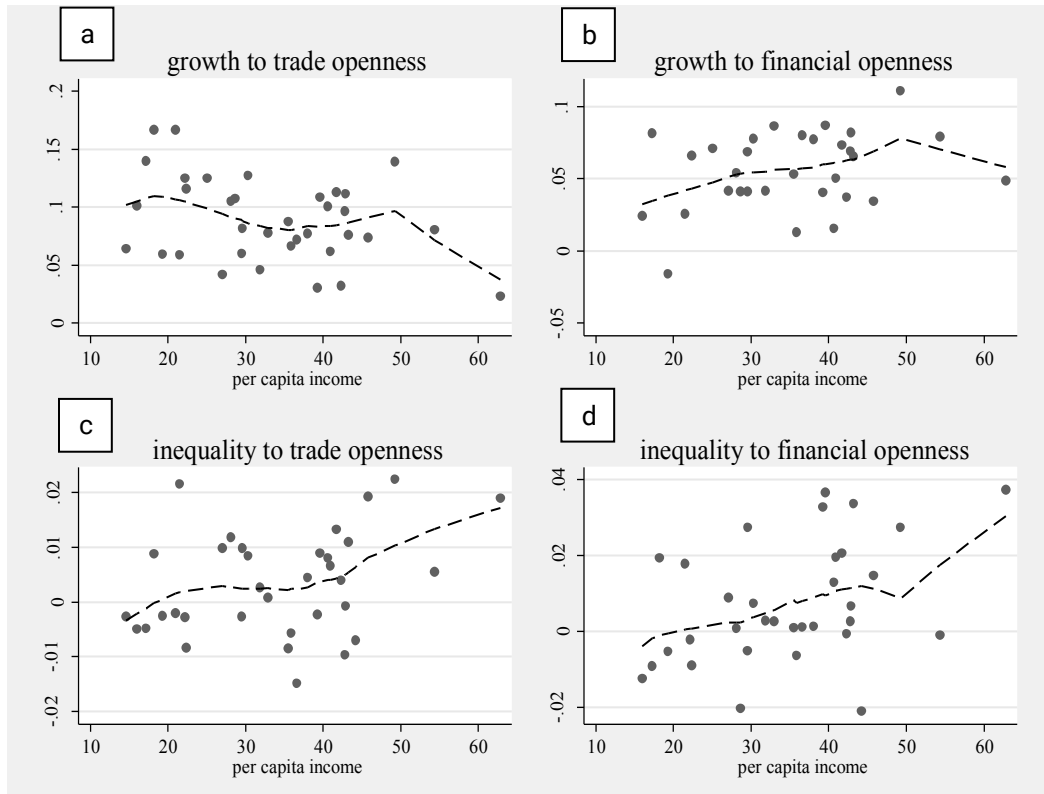 a
growth to trade openness
.2
.15
.1
.05
0
10 20 30 40 50 60
per capita income
b
growth to financial openness
.1
.05
0
-.05
10 20 30 40 50 60
per capita income
c
inequality to trade openness
.02
.01
0
-.01
-.02
10 20 30 40 50 60
per capita income
d
inequality to financial openness
.04
.02
0
-.02
10 20 30 40 50 60
per capita income